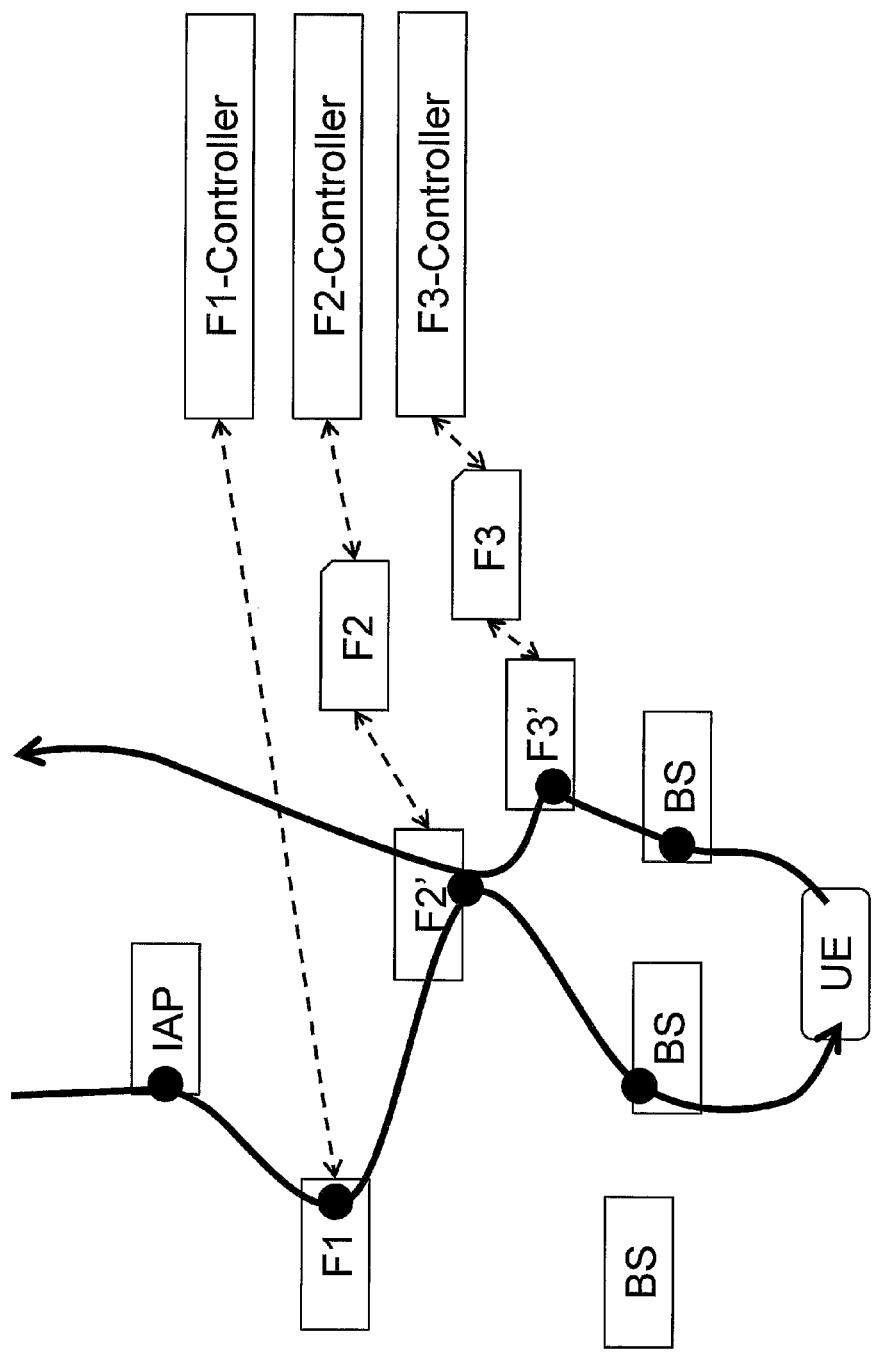 F1-Controller
F2-Controller
F3-Controller
F2
F3
F2'
F3'
BS
IAP
F1
BS
UE
BS